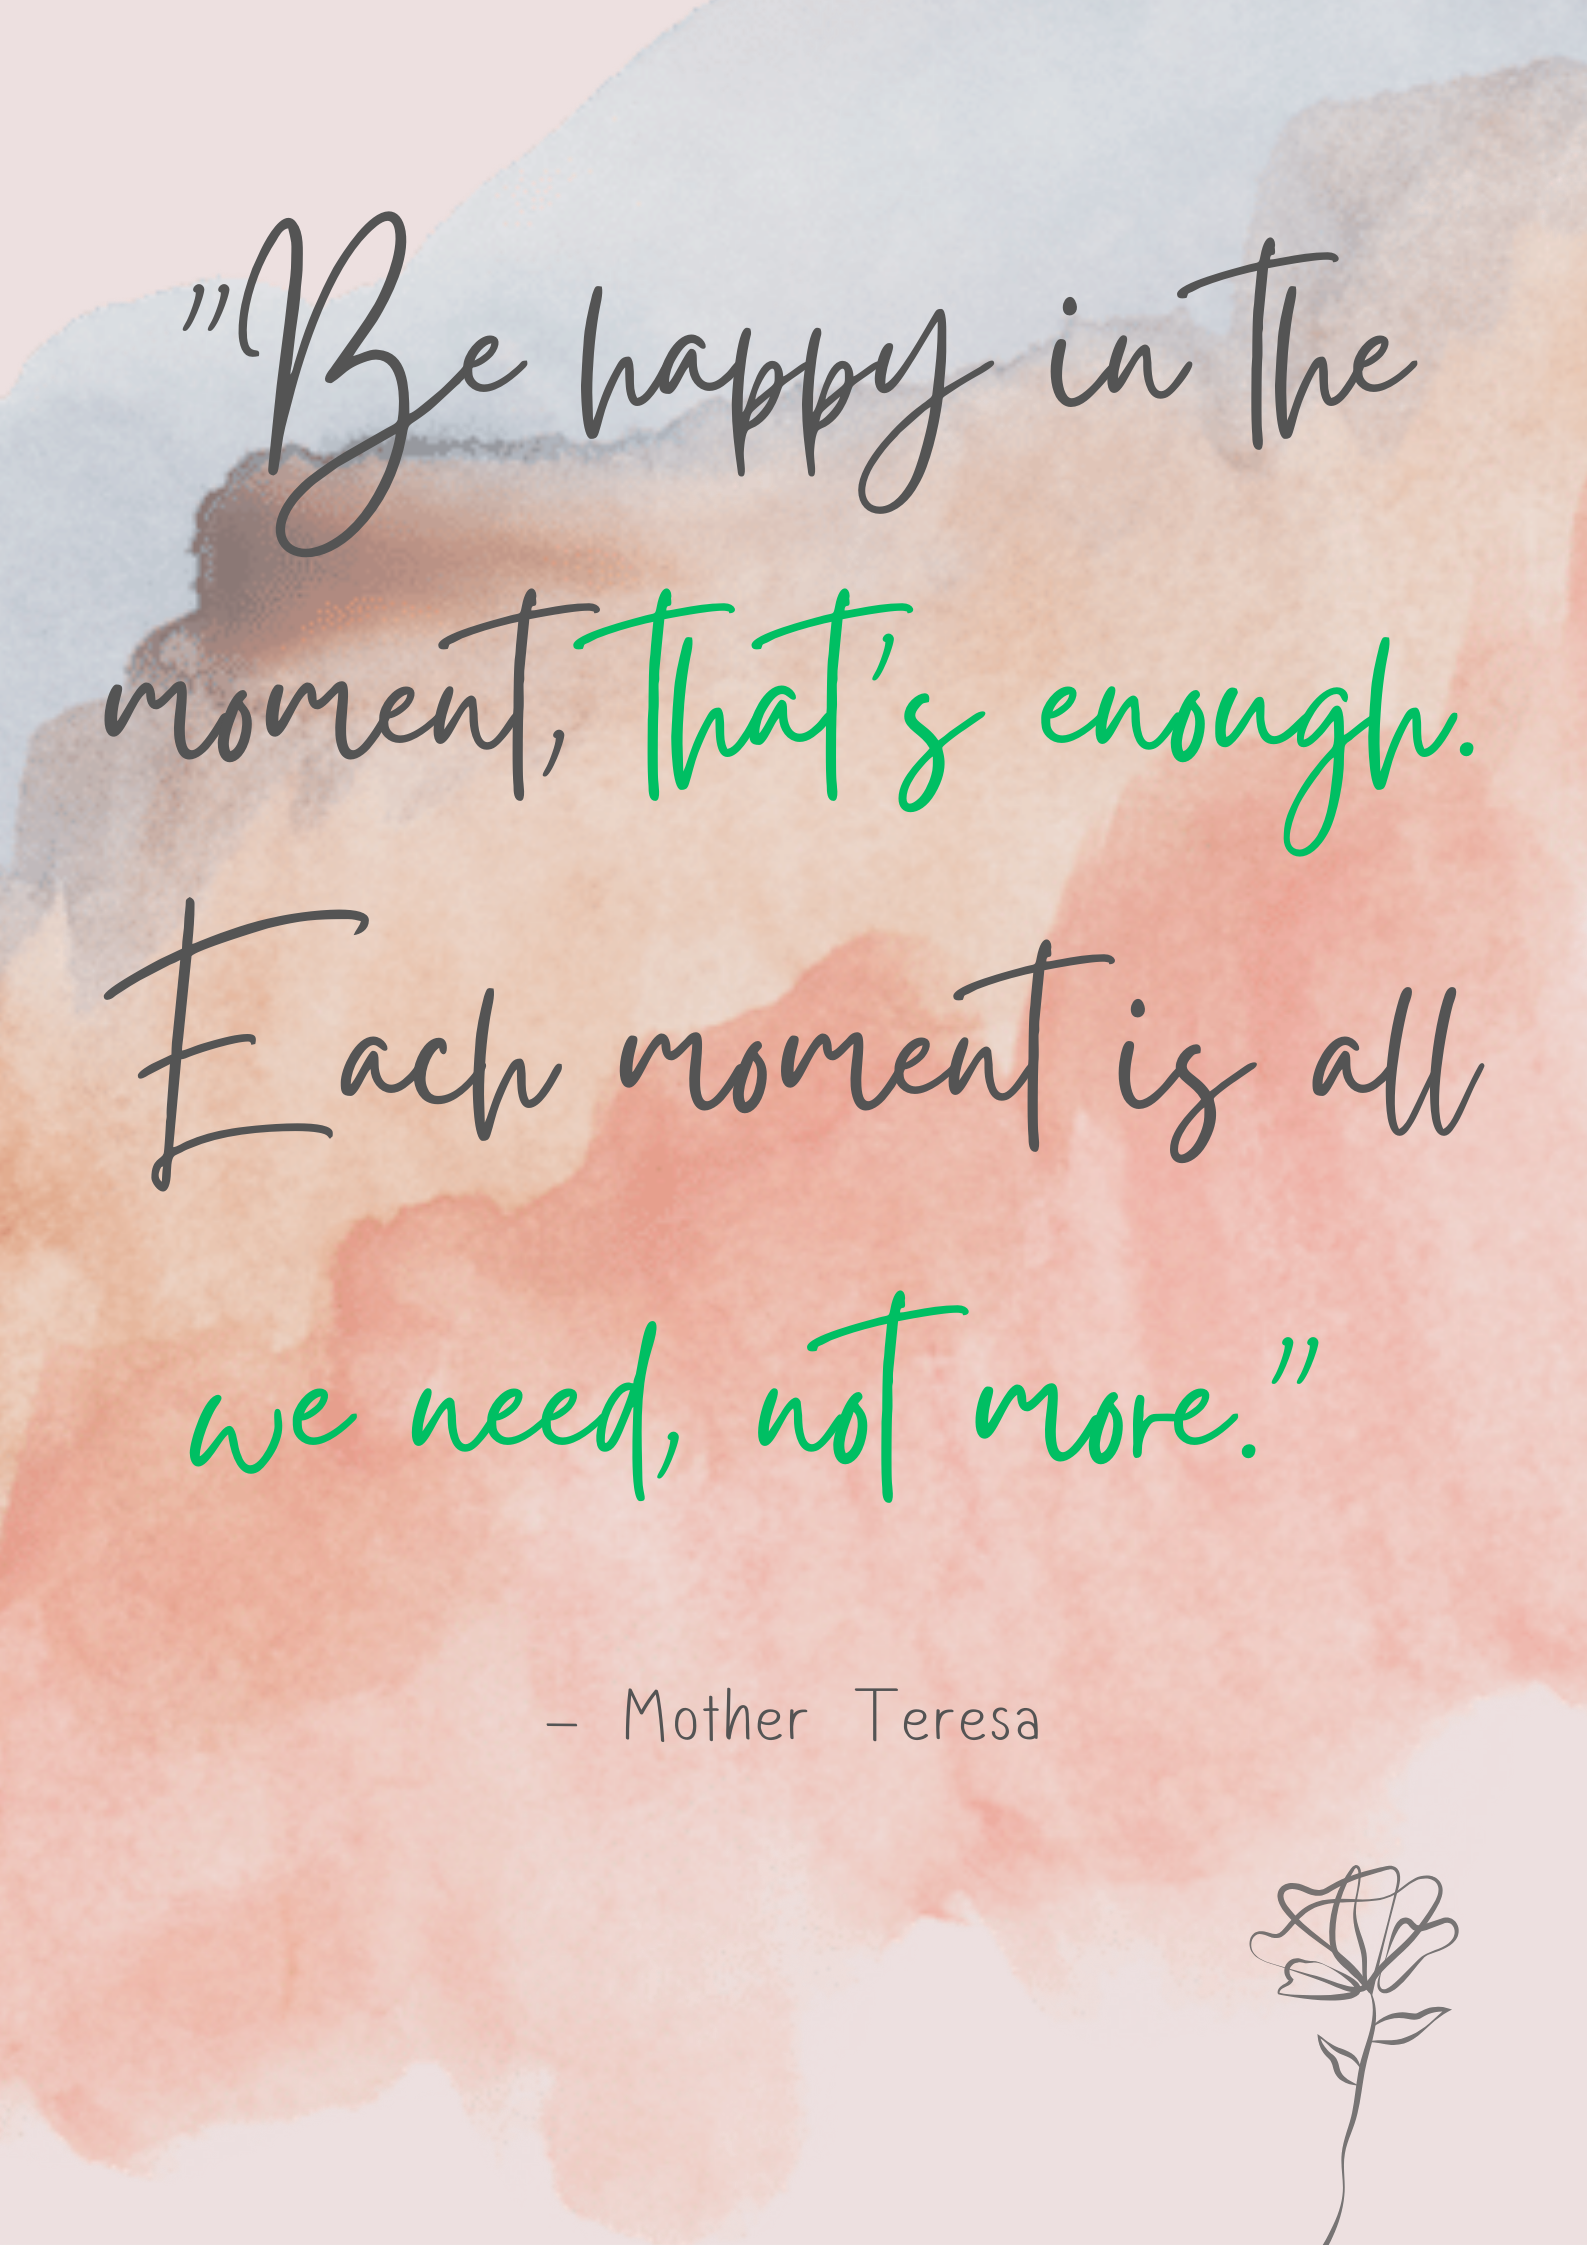 ”Be happy in the
moment, that’s enough.
Each moment is all
we need, not more.”
– Mother Teresa